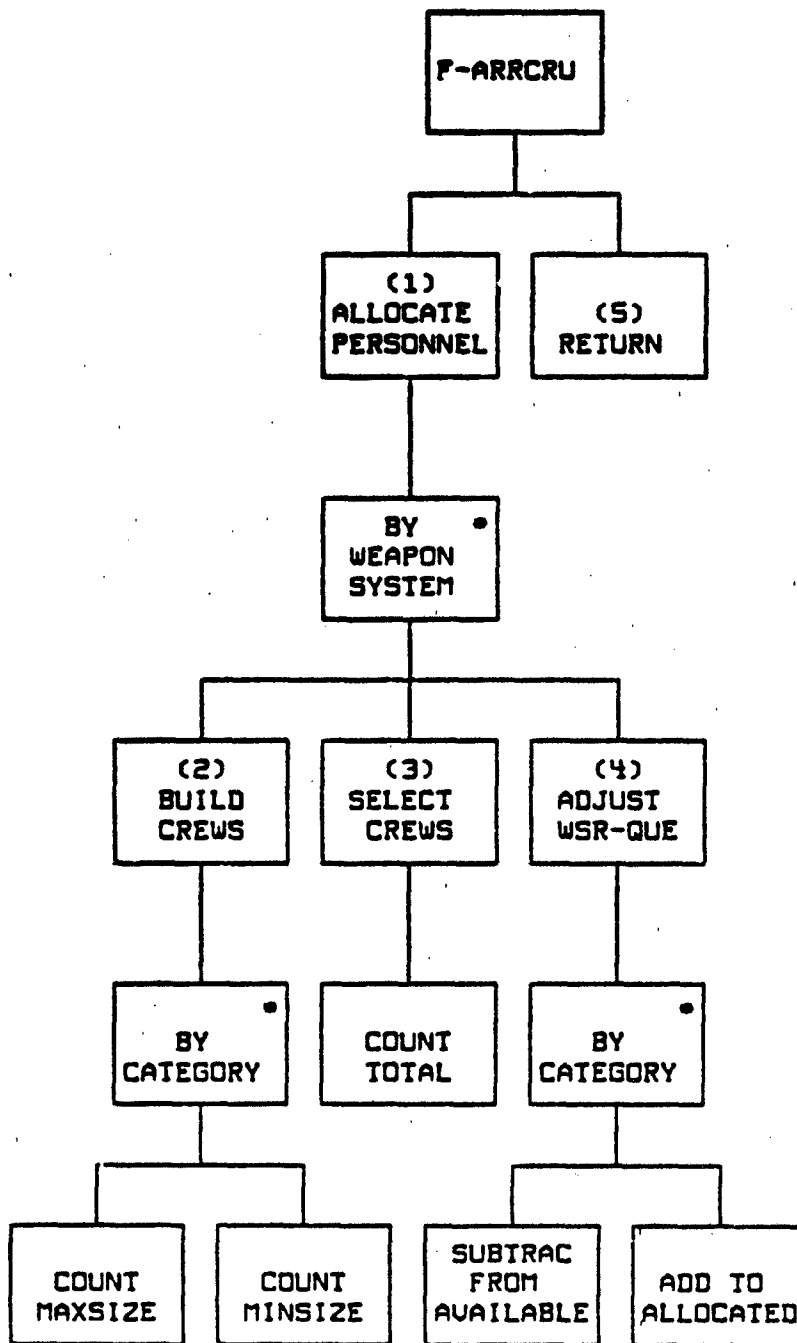 F-ARRCRU
(1)
ALLOCATE
PERSONNEL
(5)
RETURN
BY *
WEAPON
SYSTEM
(2)
BUILD
CREWS
(3)
SELECT
CREWS
(4)
ADJUST
WSR-QUE
*
BY
CATEGORY
COUNT
TOTAL
*
BY
CATEGORY
COUNT
MAXSIZE
COUNT
MINSIZE
SUBTRAC
FROM
AVAILABLE
ADD TO
ALLOCATED